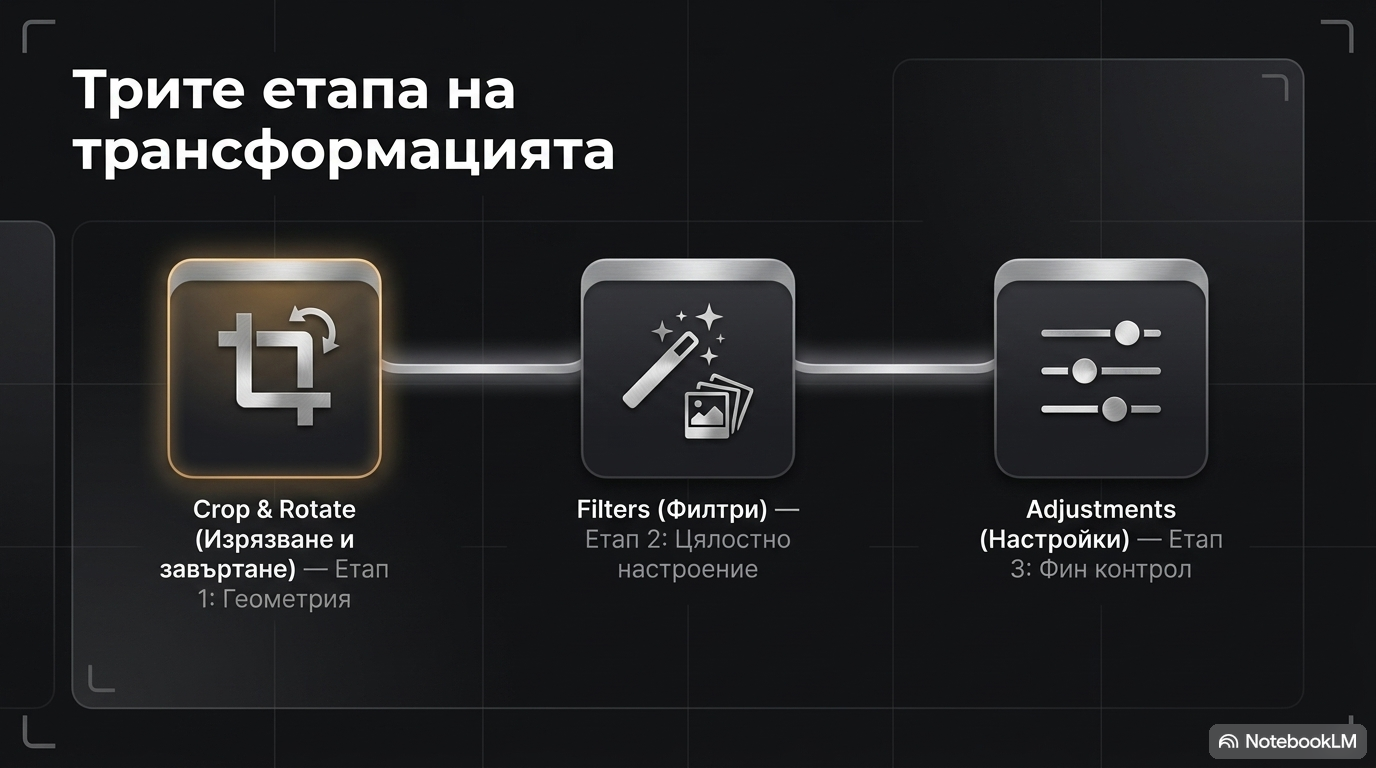 Трите етапа на
трансформацията
Crop & Rotate
(Изрязване и
завъртане) — Етап
1: Геометрия
Filters (Филтри) —
Етап 2: Цялостно
настроение
Adjustments
(Настройки) — Етап
3: Фин контрол
NotebookLM